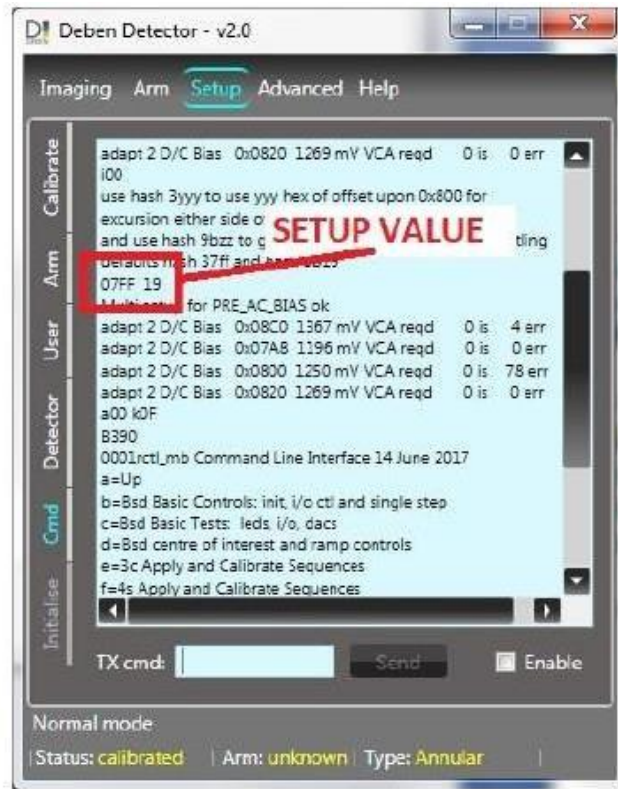 Deben Detector - v2.0
Imaging Arm Setup Advanced Help
Calibrate
Arm
User
Detector
Cmd
Initialise
adapt 2 D/C Bias 0x0820 1269 mV VCA reqd 0 is 0 err
i00
use hash 3yyy to use yyy hex of offset upon 0x800 for
excursion either side
SETUP VALUE
and use hash 9bzz to
defaults hash 37ff and
07FF 19
for PRE_AC_BIAS ok
adapt 2 D/C Bias 0x08C0 1367 mV VCA reqd 0 is 4 err
adapt 2 D/C Bias 0x07A8 1196 mV VCA reqd 0 is 0 err
adapt 2 D/C Bias 0x0800 1250 mV VCA reqd 0 is 78 err
adapt 2 D/C Bias 0x0820 1269 mV VCA reqd 0 is 0 err
a00 k0F
B390
0001rctl_mb Command Line Interface 14 June 2017
a=Up
b=Bsd Basic Controls: init, i/o ctl and single step
c=Bsd Basic Tests: leds, i/o, dacs
d=Bsd centre of interest and ramp controls
e=3c Apply and Calibrate Sequences
f=4s Apply and Calibrate Sequences
TX cmd: Send Enable
Normal mode
Status: calibrated Arm: unknown Type: Annular